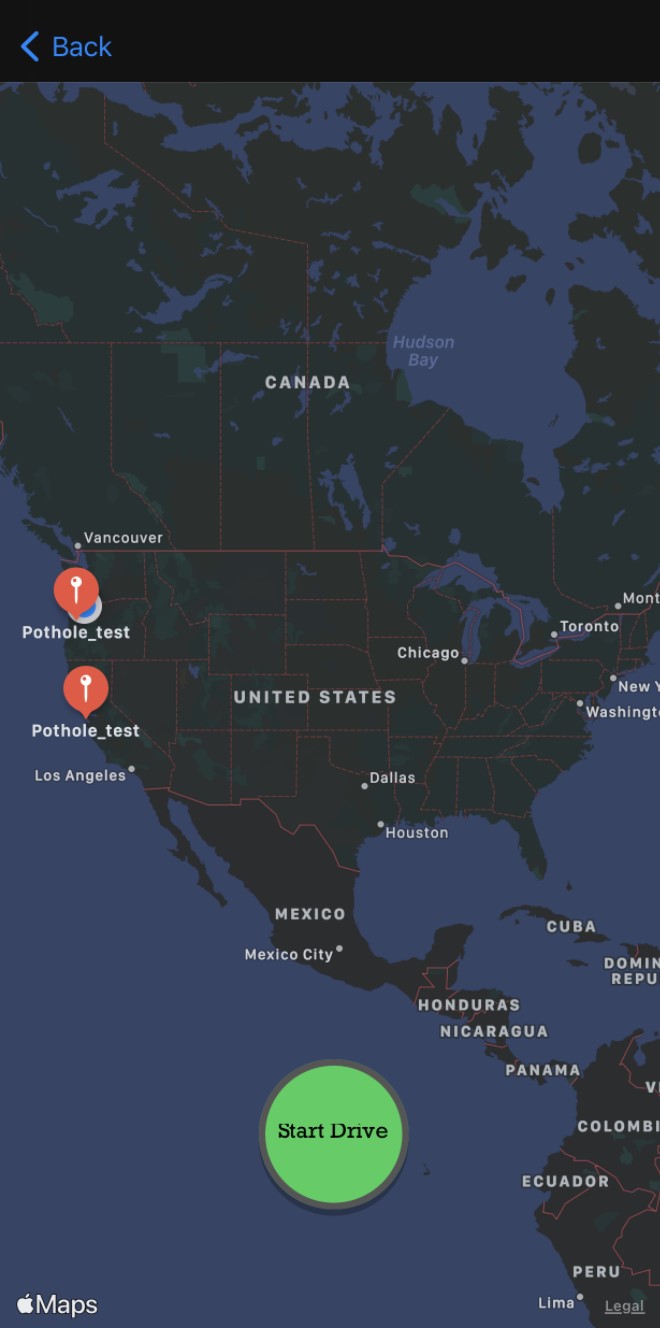 Back
Hudson
Bay
CANADA
Vancouver
Pothole_test
Mont
Toronto
Chicago
New Y
UNITED STATES
Washingt
Pothole_test
Los Angeles
Dallas
Houston
MEXICO
CUBA
Mexico City
DOMIN
REPU
HONDURAS
NICARAGUA
PANAMA
VE
COLOMBI
Start Drive
ECUADOR
PERU
Lima
Maps
Legal